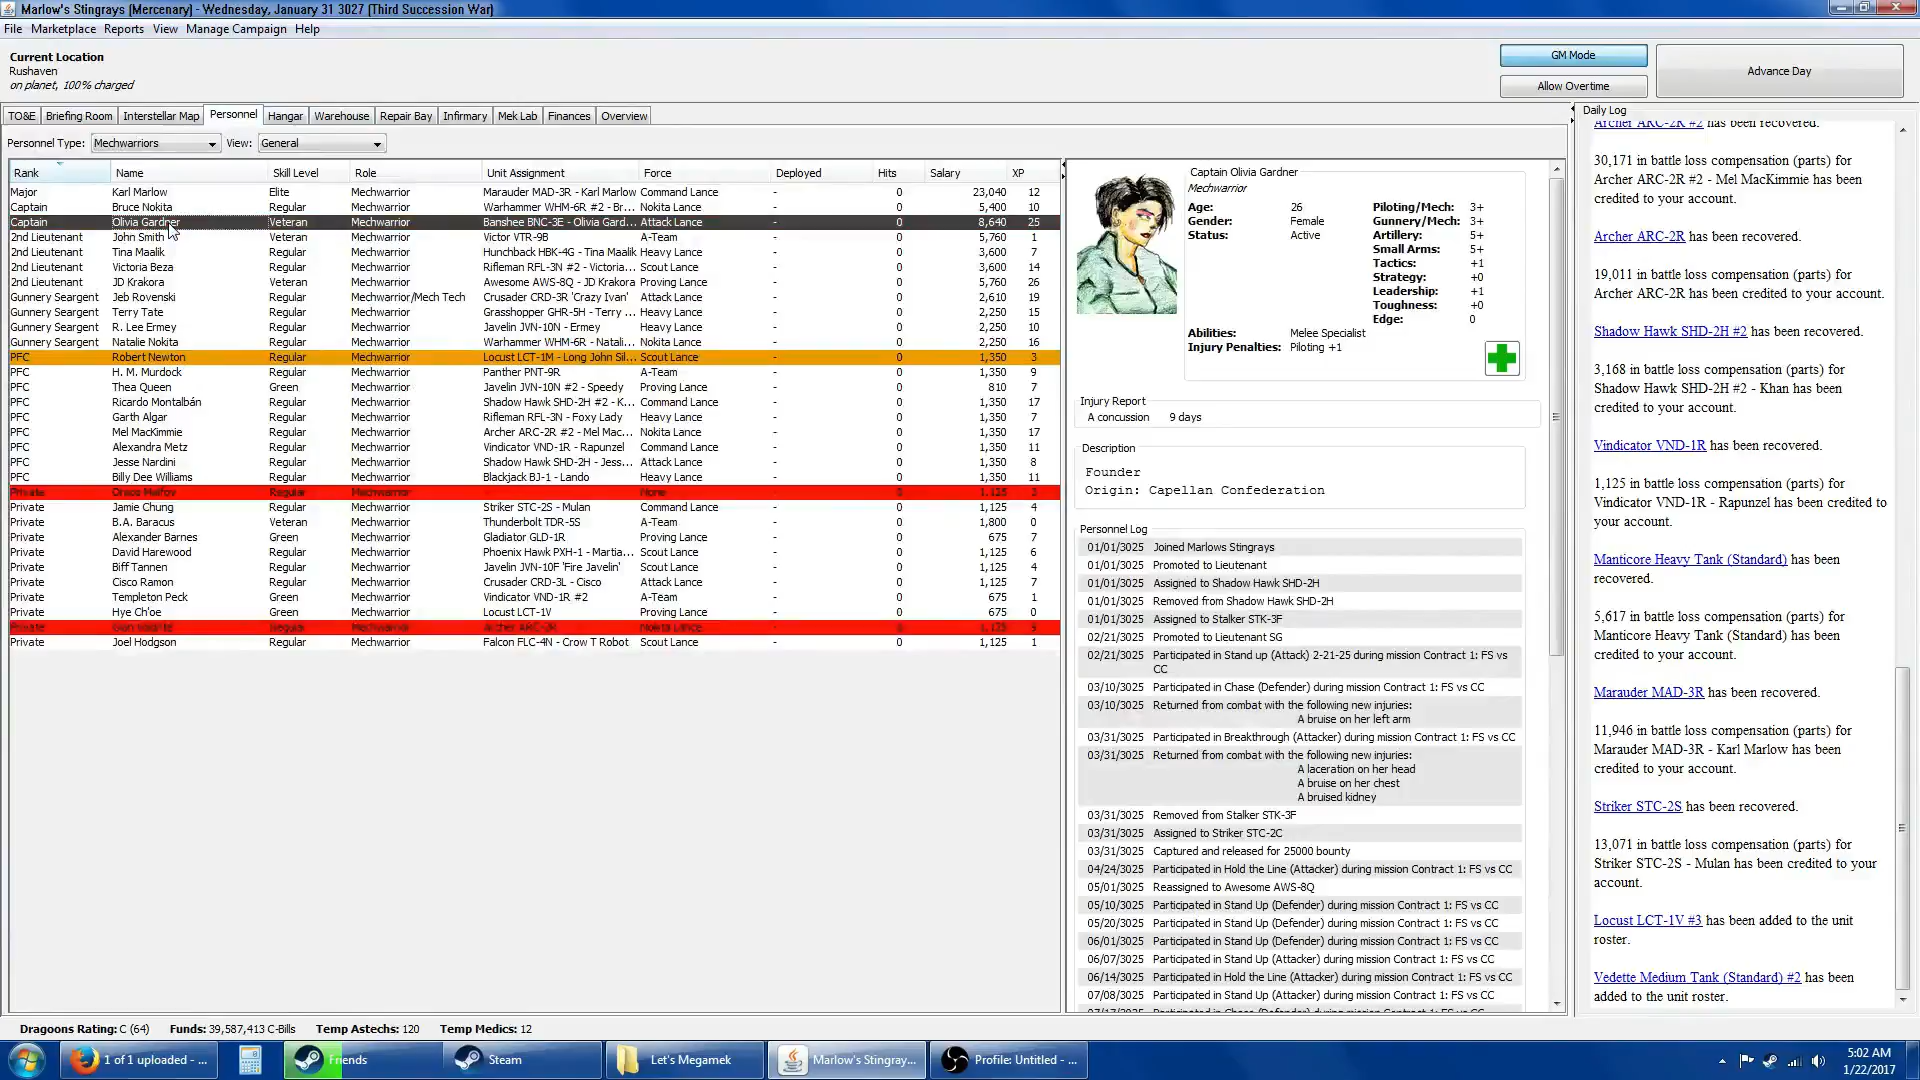 Marlow's Stingrays (Mercenary) - Wednesday, January 31 3027 (Third Succession War)
File Marketplace Reports View Manage Campaign Help
Current Location
Rushaven
on planet, 100% charged
GM Mode
Allow Overtime
Advance Day
TO&E Briefing Room Interstellar Map Personnel Hangar Warehouse Repair Bay Infirmary Mek Lab Finances Overview
Personnel Type: Mechwarriors View: General
Rank Name Skill Level Role Unit Assignment Force Deployed Hits Salary XP
Major Karl Marlow Elite Mechwarrior Marauder MAD-3R - Karl Marlow Command Lance - 0 23,040 12
Captain Bruce Nokita Regular Mechwarrior Warhammer WHM-6R #2 - Br... Nokita Lance - 0 5,400 10
Captain Olivia Gardner Veteran Mechwarrior Banshee BNC-3E - Olivia Gard... Attack Lance - 0 8,640 25
2nd Lieutenant John Smith Veteran Mechwarrior Victor VTR-9B A-Team - 0 5,760 1
2nd Lieutenant Tina Maalik Regular Mechwarrior Hunchback HBK-4G - Tina Maalik Heavy Lance - 0 3,600 7
2nd Lieutenant Victoria Beza Regular Mechwarrior Rifleman RFL-3N #2 - Victoria... Scout Lance - 0 3,600 14
2nd Lieutenant JD Krakora Veteran Mechwarrior Awesome AWS-8Q - JD Krakora Proving Lance - 0 5,760 26
Gunnery Seargent Jeb Rovenski Regular Mechwarrior/Mech Tech Crusader CRD-3R 'Crazy Ivan' Attack Lance - 0 2,610 19
Gunnery Seargent Terry Tate Regular Mechwarrior Grasshopper GHR-5H - Terry ... Heavy Lance - 0 2,250 15
Gunnery Seargent R. Lee Ermey Regular Mechwarrior Javelin JVN-10N - Ermey Heavy Lance - 0 2,250 10
Gunnery Seargent Natalie Nokita Regular Mechwarrior Warhammer WHM-6R - Natali... Nokita Lance - 0 2,250 16
PFC Robert Newton Regular Mechwarrior Locust LCT-1M - Long John Sil... Scout Lance - 0 1,350 3
PFC H. M. Murdock Regular Mechwarrior Panther PNT-9R A-Team - 0 1,350 9
PFC Thea Queen Green Mechwarrior Javelin JVN-10N #2 - Speedy Proving Lance - 0 810 7
PFC Ricardo Montalbán Regular Mechwarrior Shadow Hawk SHD-2H #2 - K... Command Lance - 0 1,350 17
PFC Garth Algar Regular Mechwarrior Rifleman RFL-3N - Foxy Lady Heavy Lance - 0 1,350 7
PFC Mel MacKimmie Regular Mechwarrior Archer ARC-2R #2 - Mel Mac... Nokita Lance - 0 1,350 17
PFC Alexandra Metz Regular Mechwarrior Vindicator VND-1R - Rapunzel Command Lance - 0 1,350 11
PFC Jesse Nardini Regular Mechwarrior Shadow Hawk SHD-2H - Jess... Attack Lance - 0 1,350 8
PFC Billy Dee Williams Regular Mechwarrior Blackjack BJ-1 - Lando Heavy Lance - 0 1,350 11
Private Regular Mechwarrior None - 1,125
Private Jamie Chung Regular Mechwarrior Striker STC-2S - Mulan Command Lance - 0 1,125 4
Private B.A. Baracus Veteran Mechwarrior Thunderbolt TDR-5S A-Team - 0 1,800 0
Private Alexander Barnes Green Mechwarrior Gladiator GLD-1R Proving Lance - 0 675 7
Private David Harewood Regular Mechwarrior Phoenix Hawk PXH-1 - Martia... Scout Lance - 0 1,125 6
Private Biff Tannen Regular Mechwarrior Javelin JVN-10F 'Fire Javelin' Scout Lance - 0 1,125 4
Private Cisco Ramon Regular Mechwarrior Crusader CRD-3L - Cisco Attack Lance - 0 1,125 7
Private Templeton Peck Green Mechwarrior Vindicator VND-1R #2 A-Team - 0 675 1
Private Hye Ch'oe Green Mechwarrior Locust LCT-1V Proving Lance - 0 675 0
Private Regular Mechwarrior Archer ARC-2R Nokita Lance - 1,125
Private Joel Hodgson Regular Mechwarrior Falcon FLC-4N - Crow T Robot Scout Lance - 0 1,125 1
Captain Olivia Gardner
Mechwarrior
Age: 26 Piloting/Mech: 3+
Gender: Female Gunnery/Mech: 3+
Status: Active Artillery: 5+
Small Arms: 5+
Tactics: +1
Strategy: +0
Leadership: +1
Toughness: +0
Edge: 0
Abilities: Melee Specialist
Injury Penalties: Piloting +1
Injury Report
A concussion 9 days
Description
Founder
Origin: Capellan Confederation
Personnel Log
01/01/3025 Joined Marlows Stingrays
01/01/3025 Promoted to Lieutenant
01/01/3025 Assigned to Shadow Hawk SHD-2H
01/01/3025 Removed from Shadow Hawk SHD-2H
01/01/3025 Assigned to Stalker STK-3F
02/21/3025 Promoted to Lieutenant SG
02/21/3025 Participated in Stand up (Attack) 2-21-25 during mission Contract 1: FS vs
CC
03/10/3025 Participated in Chase (Defender) during mission Contract 1: FS vs CC
03/10/3025 Returned from combat with the following new injuries:
A bruise on her left arm
03/31/3025 Participated in Breakthrough (Attacker) during mission Contract 1: FS vs CC
03/31/3025 Returned from combat with the following new injuries:
A laceration on her head
A bruise on her chest
A bruised kidney
03/31/3025 Removed from Stalker STK-3F
03/31/3025 Assigned to Striker STC-2C
03/31/3025 Captured and released for 25000 bounty
04/24/3025 Participated in Hold the Line (Attacker) during mission Contract 1: FS vs CC
05/01/3025 Reassigned to Awesome AWS-8Q
05/10/3025 Participated in Stand Up (Defender) during mission Contract 1: FS vs CC
05/20/3025 Participated in Stand Up (Defender) during mission Contract 1: FS vs CC
06/01/3025 Participated in Stand Up (Defender) during mission Contract 1: FS vs CC
06/07/3025 Participated in Stand Up (Attacker) during mission Contract 1: FS vs CC
06/14/3025 Participated in Hold the Line (Attacker) during mission Contract 1: FS vs CC
07/08/3025 Participated in Stand Up (Attacker) during mission Contract 1: FS vs CC
07/17/3025 Participated in Chase (Defender) during mission Contract 1: FS vs CC
Daily Log
Archer ARC-2R #2 has been recovered.
30,171 in battle loss compensation (parts) for
Archer ARC-2R #2 - Mel MacKimmie has been
credited to your account.
Archer ARC-2R has been recovered.
19,011 in battle loss compensation (parts) for
Archer ARC-2R has been credited to your account.
Shadow Hawk SHD-2H #2 has been recovered.
3,168 in battle loss compensation (parts) for
Shadow Hawk SHD-2H #2 - Khan has been
credited to your account.
Vindicator VND-1R has been recovered.
1,125 in battle loss compensation (parts) for
Vindicator VND-1R - Rapunzel has been credited to
your account.
Manticore Heavy Tank (Standard) has been
recovered.
5,617 in battle loss compensation (parts) for
Manticore Heavy Tank (Standard) has been
credited to your account.
Marauder MAD-3R has been recovered.
11,946 in battle loss compensation (parts) for
Marauder MAD-3R - Karl Marlow has been
credited to your account.
Striker STC-2S has been recovered.
13,071 in battle loss compensation (parts) for
Striker STC-2S - Mulan has been credited to your
account.
Locust LCT-1V #3 has been added to the unit
roster.
Vedette Medium Tank (Standard) #2 has been
added to the unit roster.
Dragoons Rating: C (64) Funds: 39,587,413 C-Bills Temp Astechs: 120 Temp Medics: 12
1 of 1 uploaded - ... Friends Steam Let's Megamek Marlow's Stingray... Profile: Untitled - ...
5:02 AM
1/22/2017